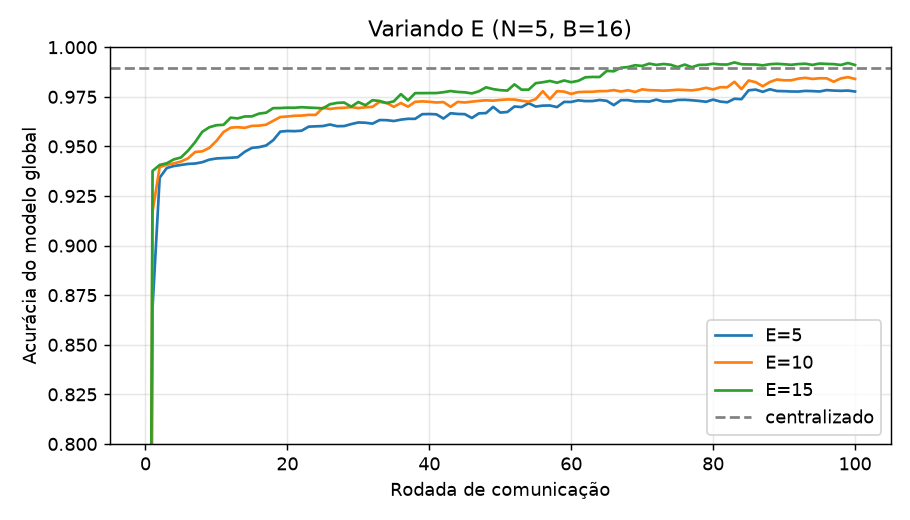 Variando E (N=5, B=16)
Acurácia do modelo global
1.000
0.975
0.950
0.925
0.900
0.875
0.850
0.825
0.800
E=5
E=10
E=15
centralizado
0 20 40 60 80 100
Rodada de comunicação